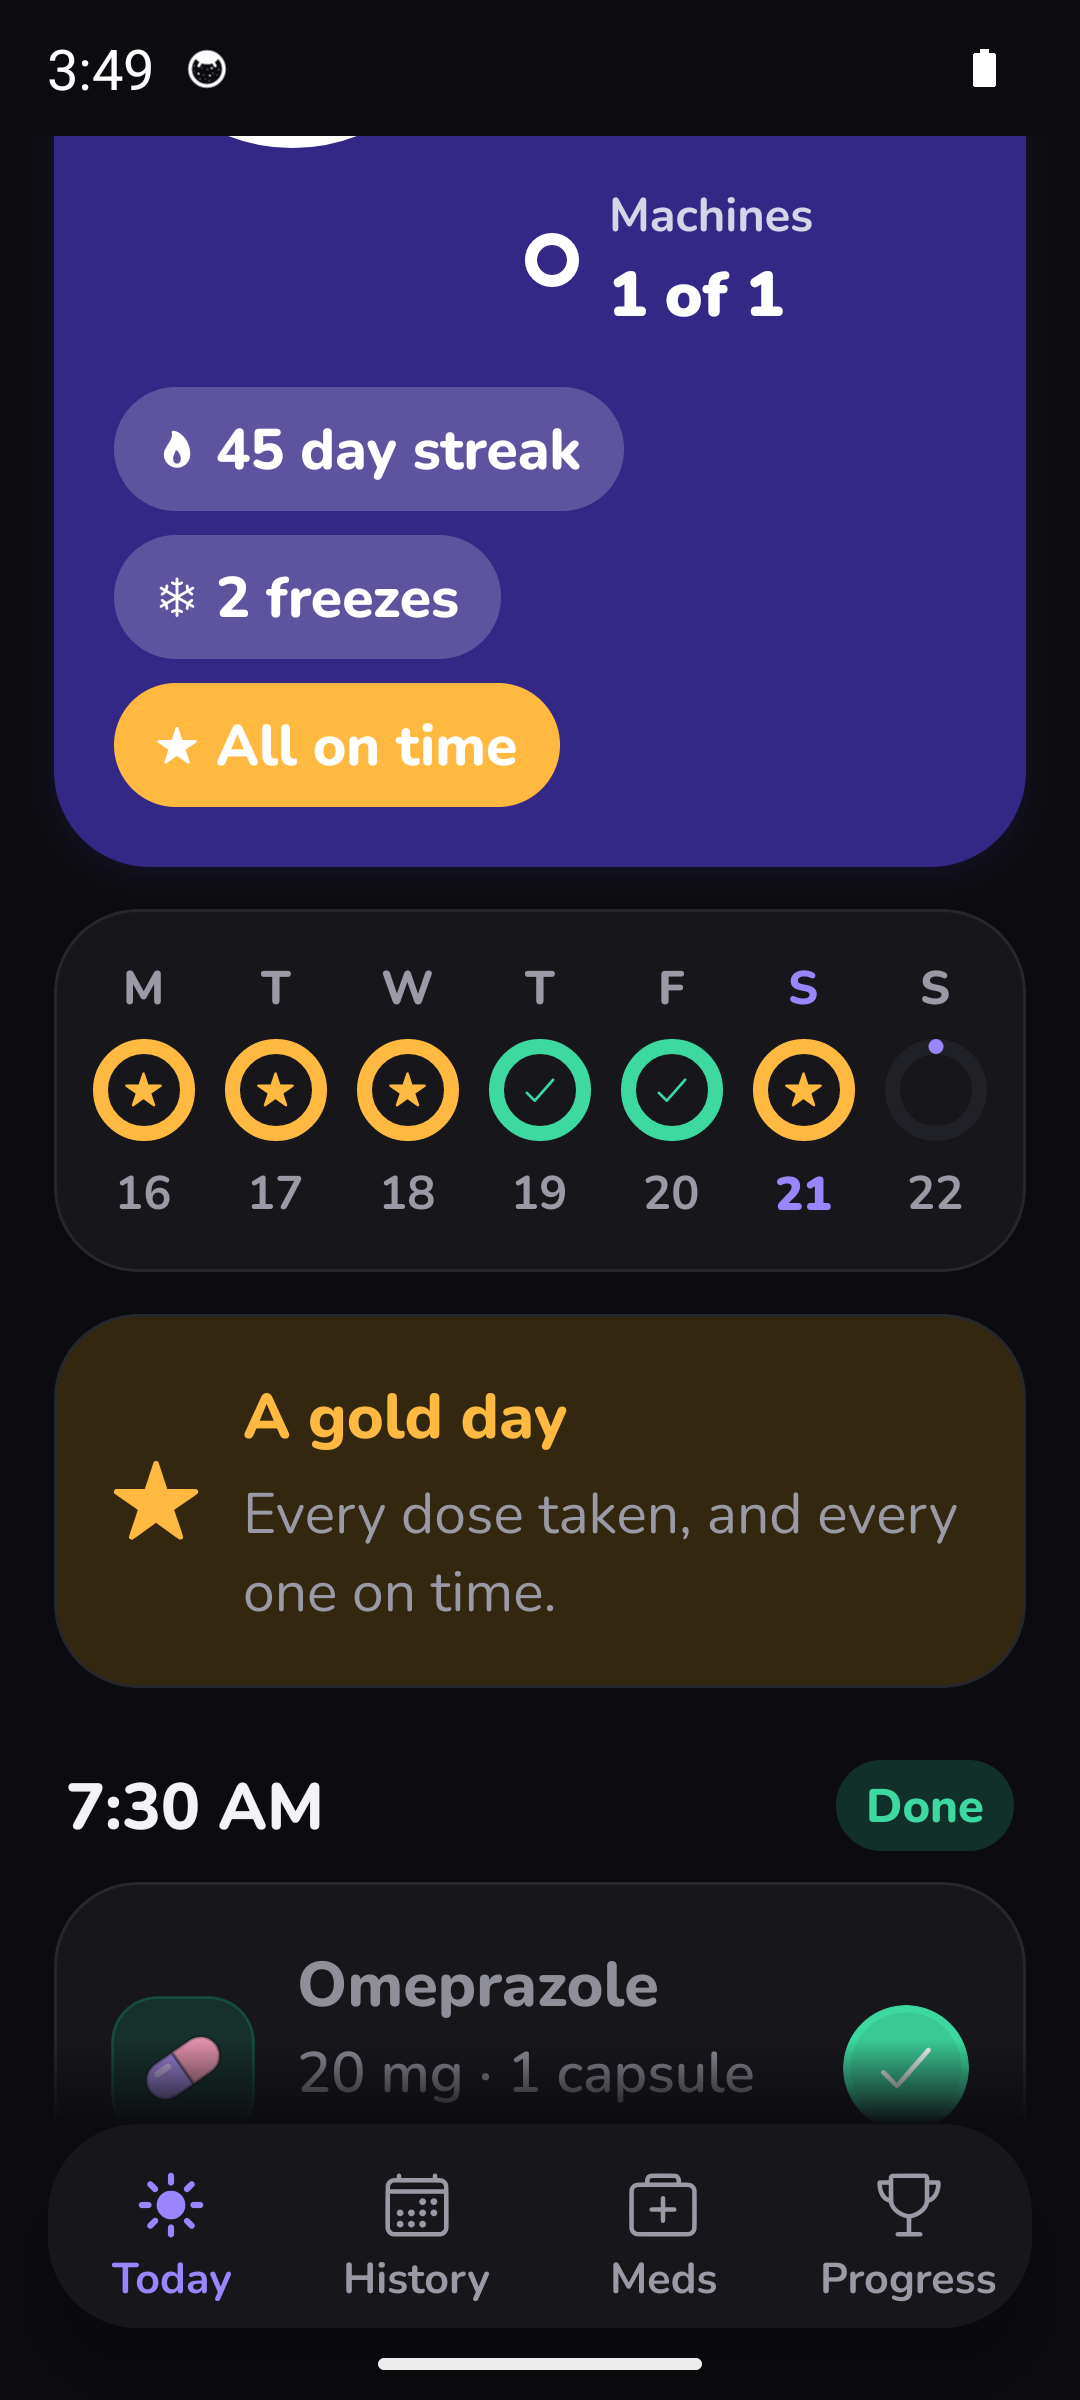 3:49
Machines
1 of 1
45 day streak
2 freezes
All on time
M T W T F S S
16 17 18 19 20 21 22
A gold day
Every dose taken, and every
one on time.
7:30 AM
Done
Omeprazole
20 mg · 1 capsule
Today History Meds Progress